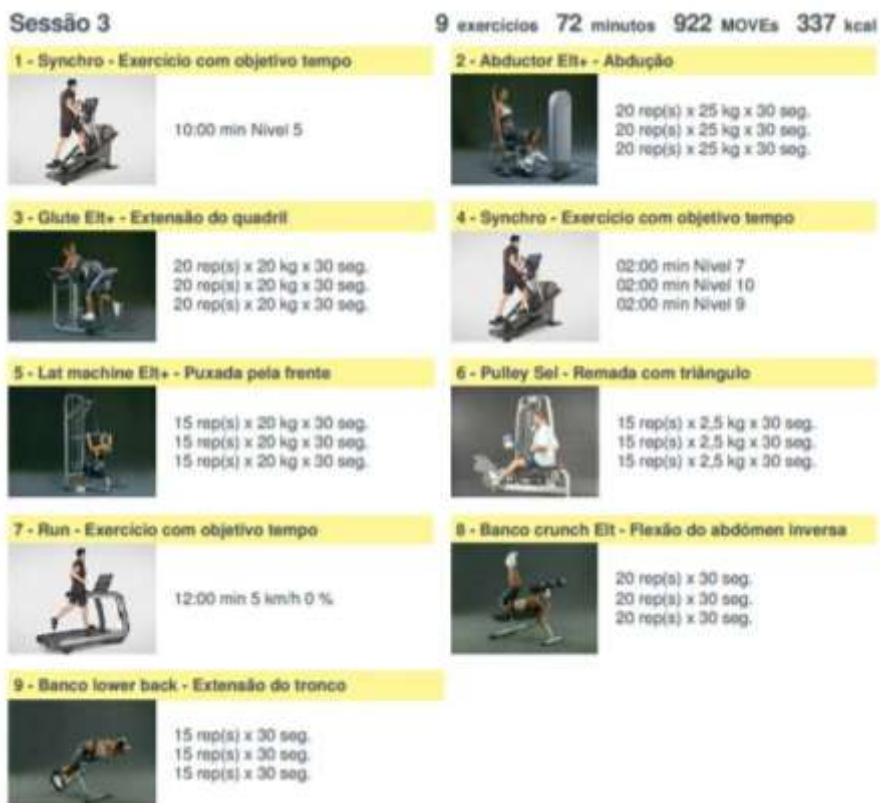 Sessão 3
9 exercícios 72 minutos 922 MOVEs 337 kcal
1 - Synchro - Exercício com objetivo tempo
10:00 min Nível 5
2 - Abductor Elt+ - Abdução
20 rep(s) x 25 kg x 30 seg.
20 rep(s) x 25 kg x 30 seg.
20 rep(s) x 25 kg x 30 seg.
3 - Glute Elt+ - Extensão do quadril
20 rep(s) x 20 kg x 30 seg.
20 rep(s) x 20 kg x 30 seg.
20 rep(s) x 20 kg x 30 seg.
4 - Synchro - Exercício com objetivo tempo
02:00 min Nível 7
02:00 min Nível 10
02:00 min Nível 9
5 - Lat machine Elt+ - Puxada pela frente
15 rep(s) x 20 kg x 30 seg.
15 rep(s) x 20 kg x 30 seg.
15 rep(s) x 20 kg x 30 seg.
6 - Pulley Sel - Remada com triângulo
15 rep(s) x 2,5 kg x 30 seg.
15 rep(s) x 2,5 kg x 30 seg.
15 rep(s) x 2,5 kg x 30 seg.
7 - Run - Exercício com objetivo tempo
12:00 min 5 km/h 0 %
8 - Banco crunch Elt - Flexão do abdómen inversa
20 rep(s) x 30 seg.
20 rep(s) x 30 seg.
20 rep(s) x 30 seg.
9 - Banco lower back - Extensão do tronco
15 rep(s) x 30 seg.
15 rep(s) x 30 seg.
15 rep(s) x 30 seg.